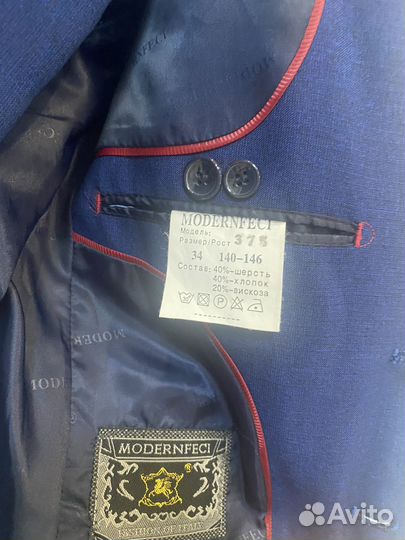 MODERNFECI
MODERNFECI
Модель: 375
Размер/Рост
34 140-146
Состав: 40%-шерсть
40%-хлопок
20%-вискоза
P
MODERN
MODERNFECI
FASHION OF ITALY
Avito